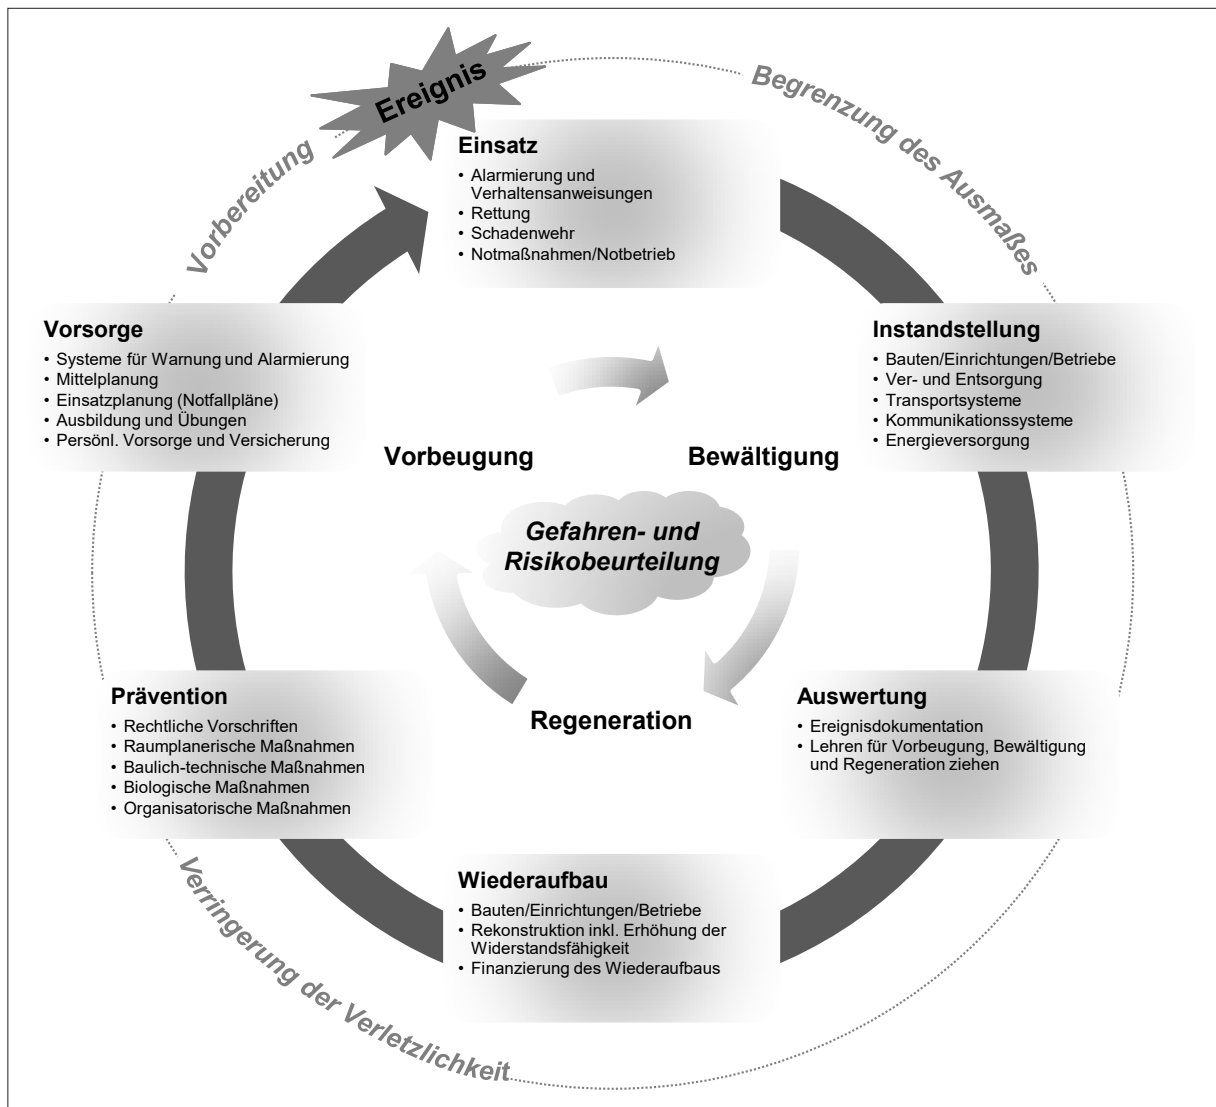 Ereignis
Begrenzung des Ausmaßes
Vorbereitung
Einsatz
• Alarmierung und
Verhaltensanweisungen
• Rettung
• Schadenwehr
• Notmaßnahmen/Notbetrieb
Vorsorge
• Systeme für Warnung und Alarmierung
• Mittelplanung
• Einsatzplanung (Notfallpläne)
• Ausbildung und Übungen
• Persönl. Vorsorge und Versicherung
Instandstellung
• Bauten/Einrichtungen/Betriebe
• Ver- und Entsorgung
• Transportsysteme
• Kommunikationssysteme
• Energieversorgung
Vorbeugung
Bewältigung
Gefahren- und
Risikobeurteilung
Regeneration
Prävention
• Rechtliche Vorschriften
• Raumplanerische Maßnahmen
• Baulich-technische Maßnahmen
• Biologische Maßnahmen
• Organisatorische Maßnahmen
Auswertung
• Ereignisdokumentation
• Lehren für Vorbeugung, Bewältigung
und Regeneration ziehen
Wiederaufbau
• Bauten/Einrichtungen/Betriebe
• Rekonstruktion inkl. Erhöhung der
Widerstandsfähigkeit
• Finanzierung des Wiederaufbaus
Verringerung der Verletzlichkeit